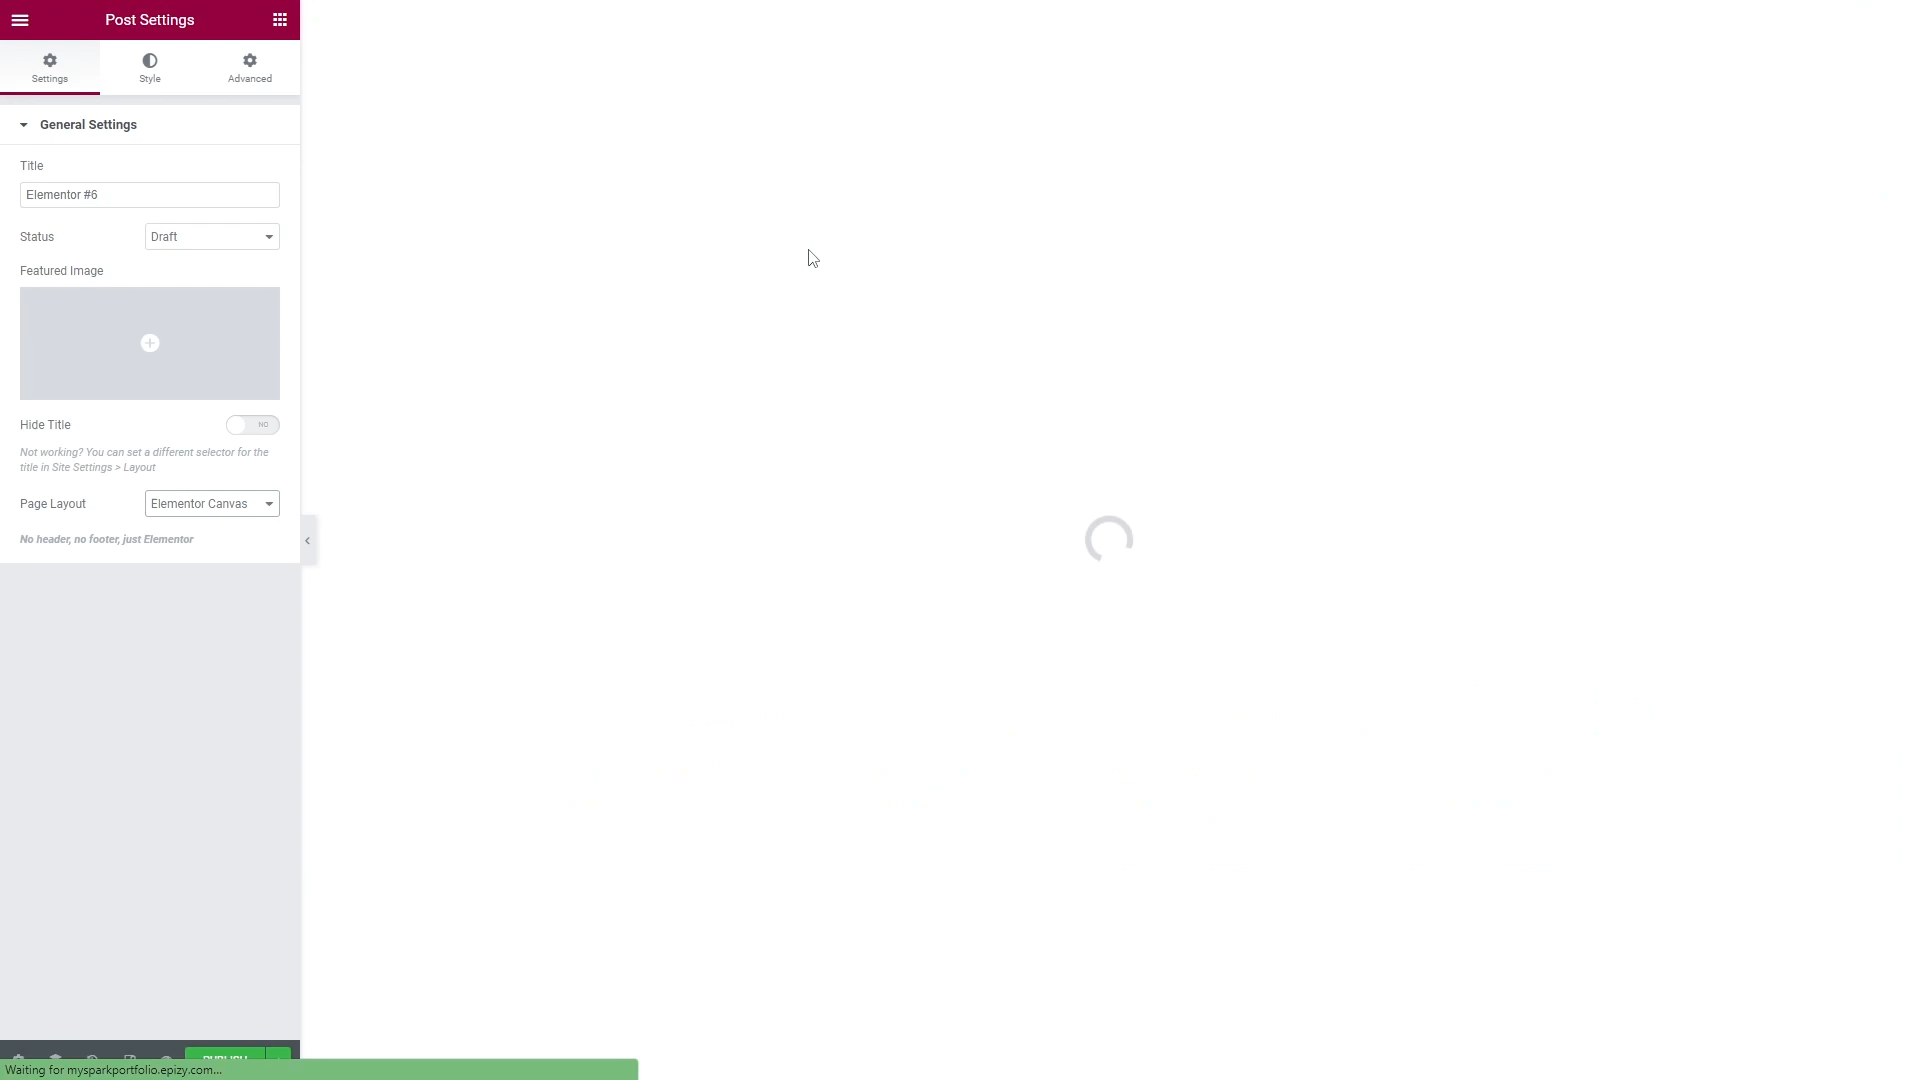 Post Settings
Settings
Style
Advanced
General Settings
Title
Elementor #6
Status
Draft
Featured Image
Hide Title
NO
Not working? You can set a different selector for the
title in Site Settings > Layout
Page Layout
Elementor Canvas
No header, no footer, just Elementor
PUBLISH
Waiting for mysparkportfolio.epizy.com...